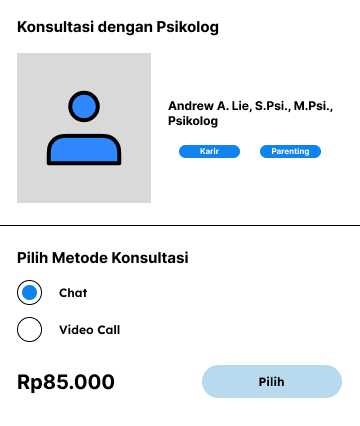 Konsultasi dengan Psikolog
Andrew A. Lie, S.Psi., M.Psi.,
Psikolog
Karir
Parenting
Pilih Metode Konsultasi
Chat
Video Call
Rp85.000
Pilih